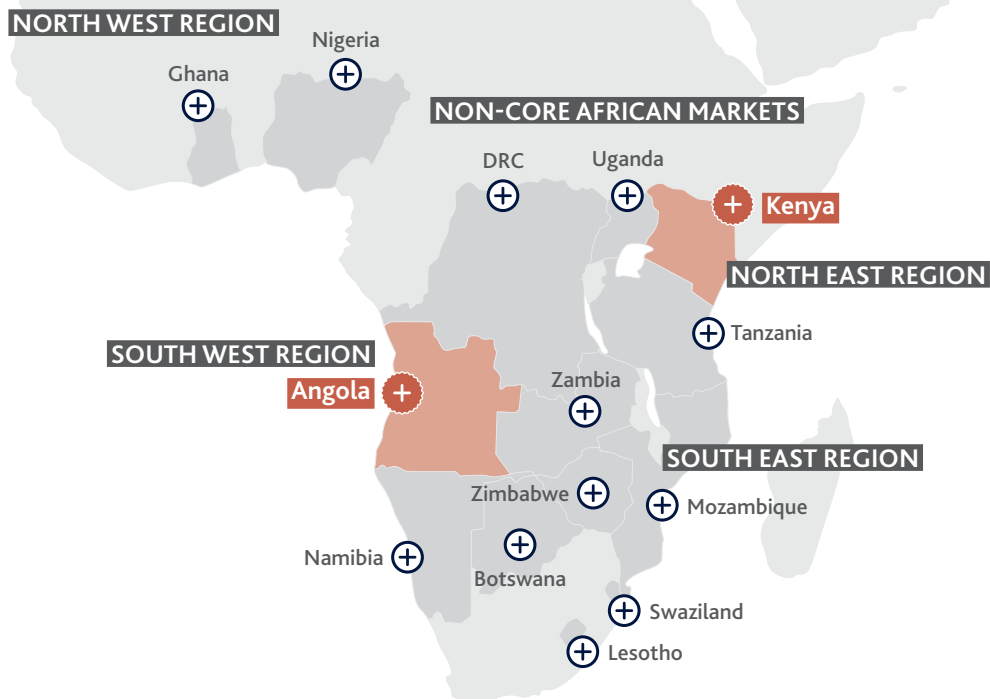 NORTH WEST REGION
Nigeria
Ghana
NON-CORE AFRICAN MARKETS
DRC
Uganda
Kenya
NORTH EAST REGION
Tanzania
SOUTH WEST REGION
Angola
Zambia
SOUTH EAST REGION
Zimbabwe
Mozambique
Namibia
Botswana
Swaziland
Lesotho